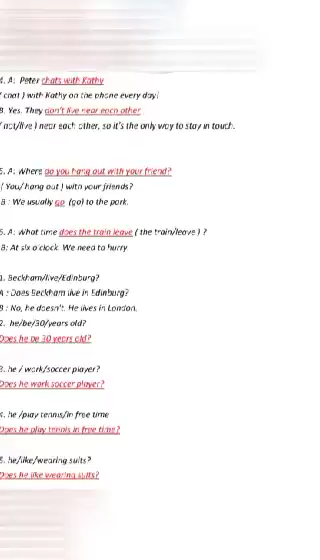 4. A: Peter chats with Kathy
( chat ) with Kathy on the phone every day!
B. Yes. They don't live near each other
( not/live ) near each other, so it's the only way to stay in touch.
5. A: Where do you hang out with your friend?
( You/ hang out ) with your friends?
B : We usually go (go) to the park.
6. A: What time does the train leave ( the train/leave ) ?
B: At six o'clock. We need to hurry
1. Beckham/live/Edinburg?
A : Does Beckham live in Edinburg?
B : No, he doesn't. He lives in London.
2. he/be/30/years old?
Does he be 30 years old?
3. he / work/soccer player?
Does he work soccer player?
4. he /play tennis/in free time
Does he play tennis in free time?
5. he/like/wearing suits?
Does he like wearing suits?